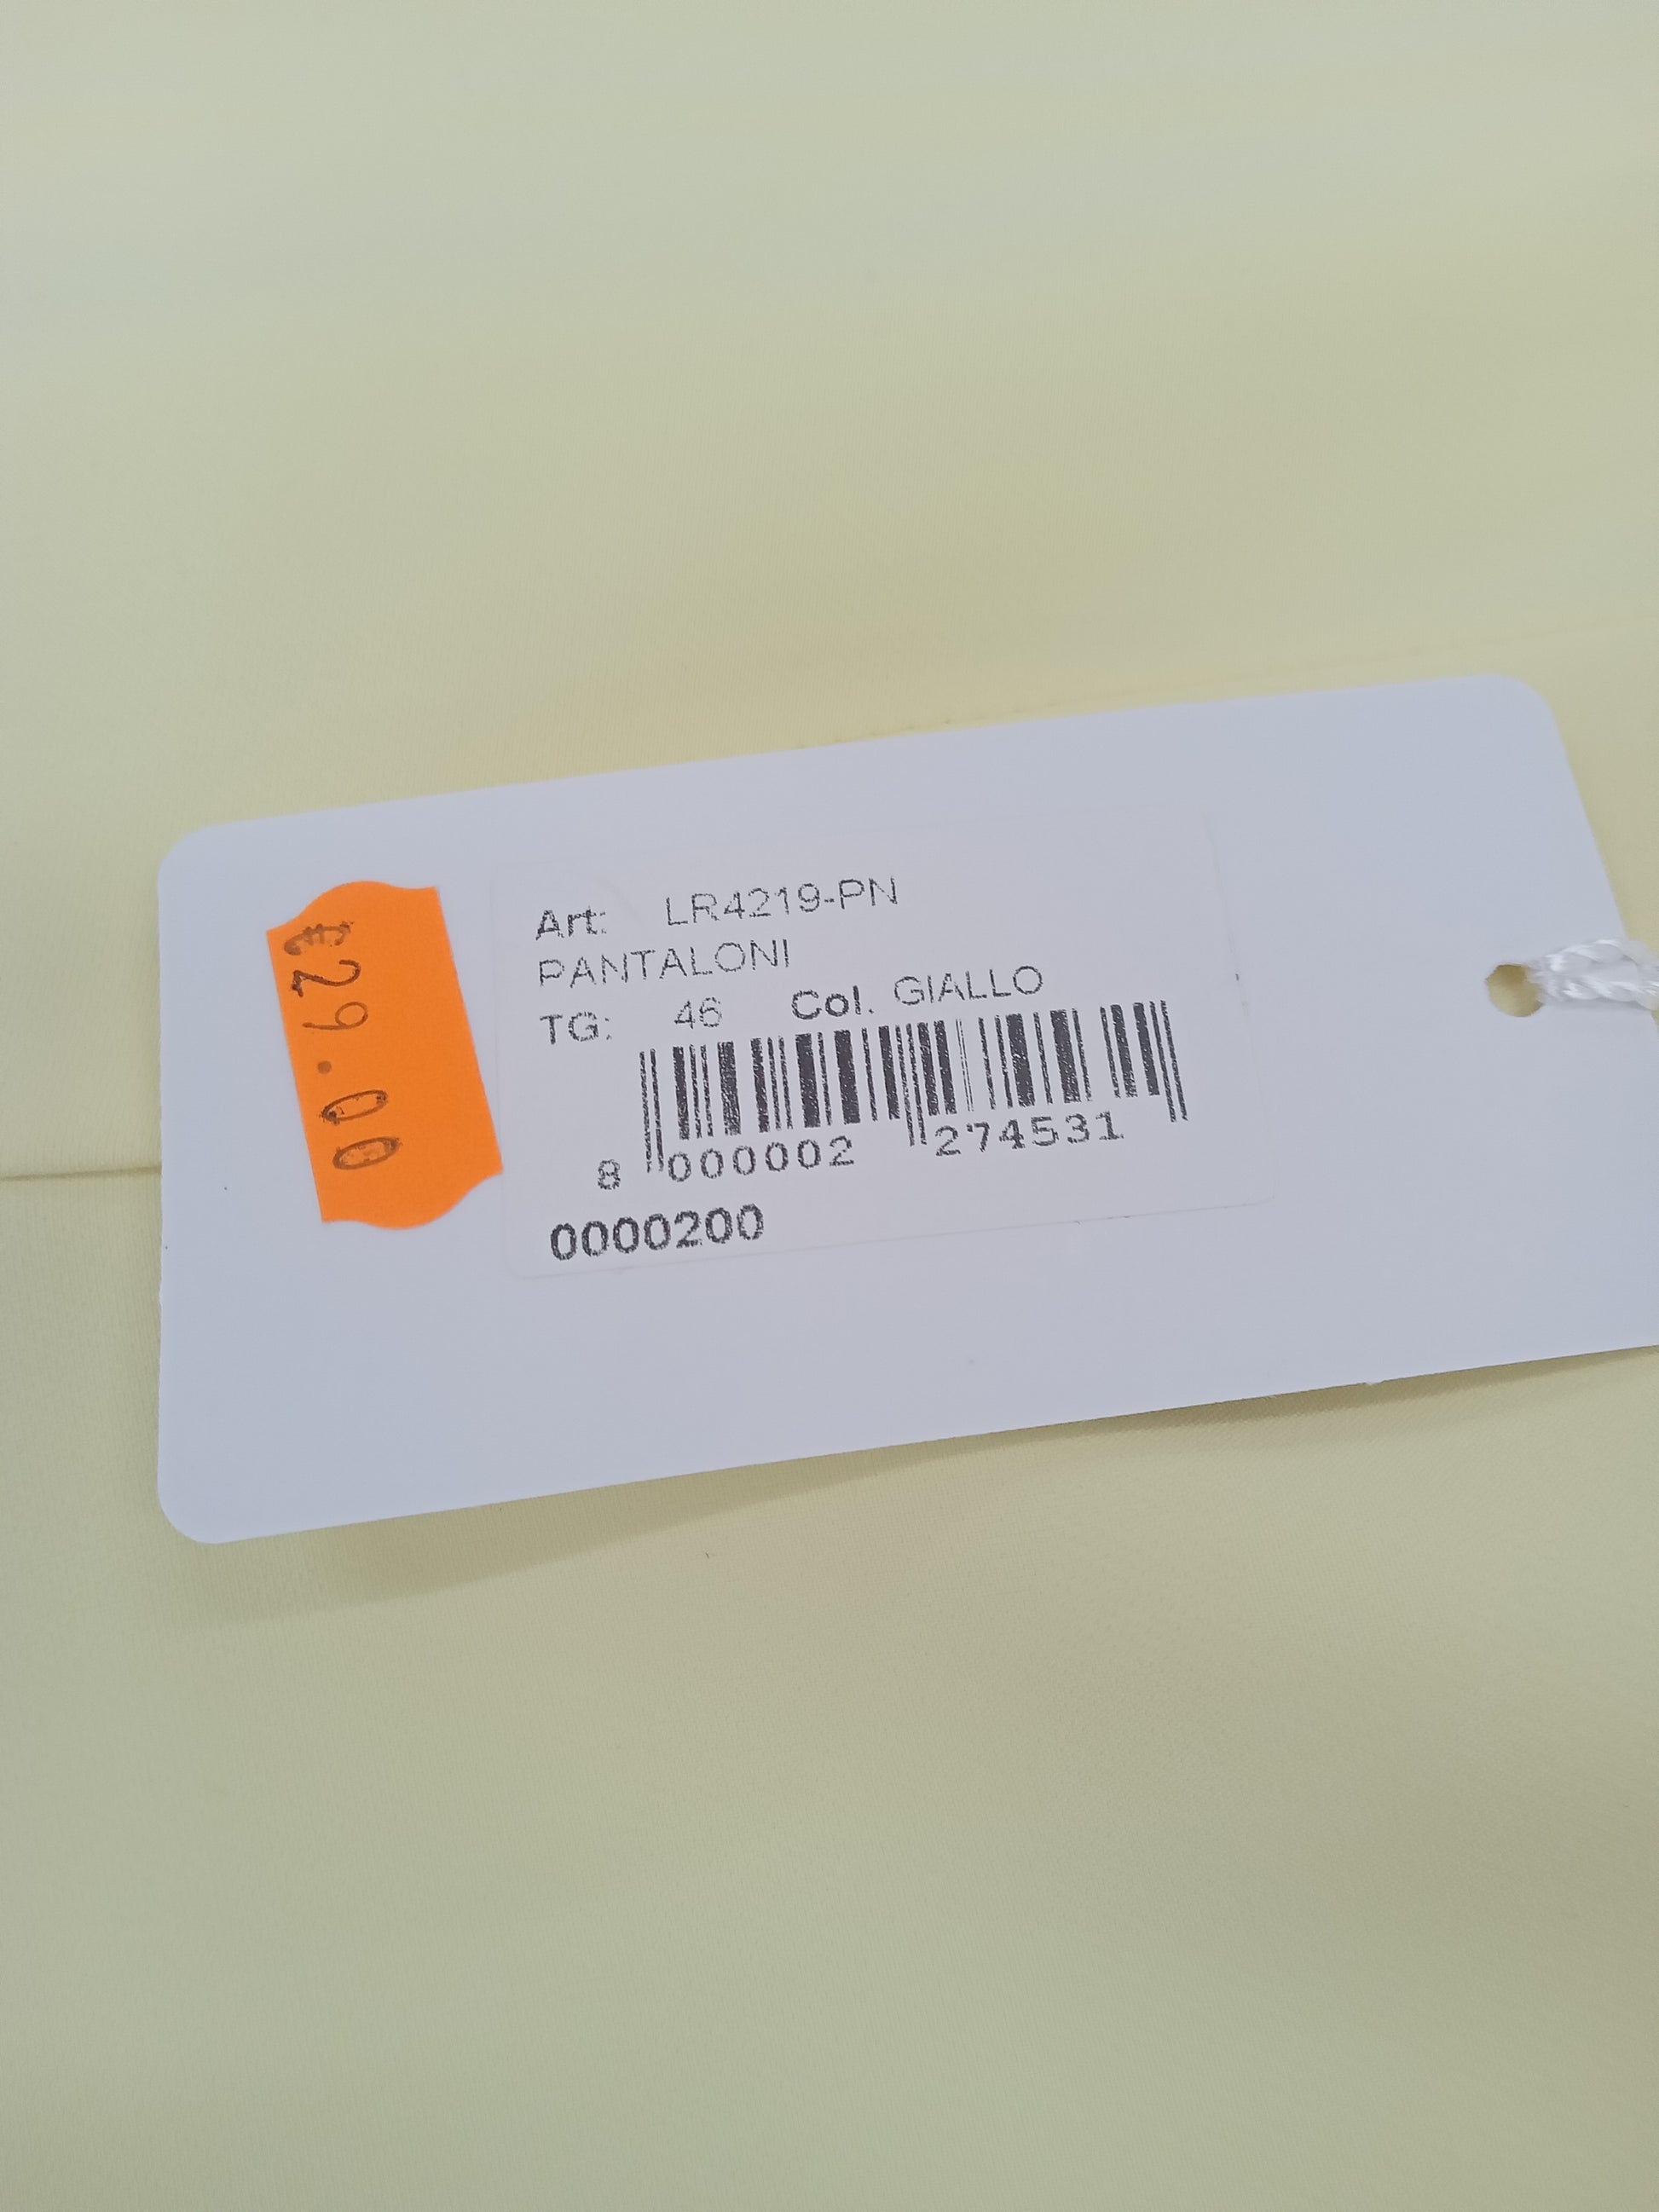 €29.00
Art: LR4219-PN
PANTALONI
TG: 46 Col. GIALLO
8 000002 274531
0000200